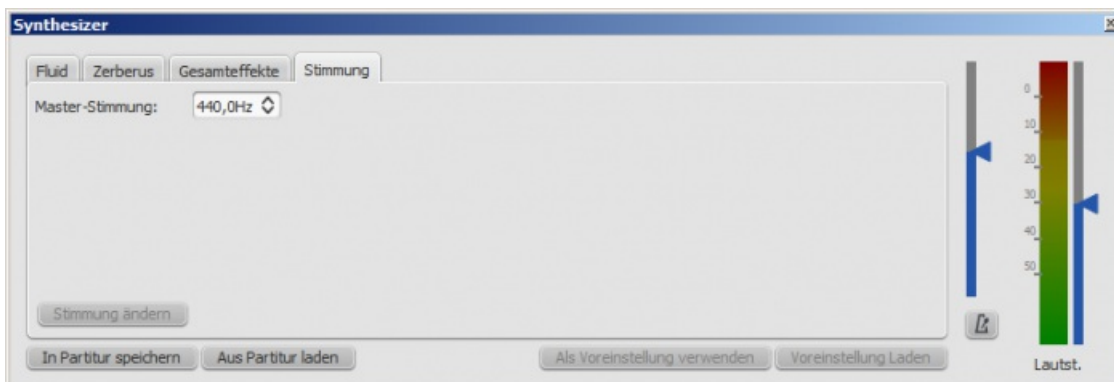 Synthesizer
Fluid Zerberus Gesamteffekte Stimmung
Master-Stimmung: 440,0Hz
Stimmung ändern
In Partitur speichern Aus Partitur laden Als Voreinstellung verwenden Voreinstellung Laden
0
10
20
30
40
50
Lautst.